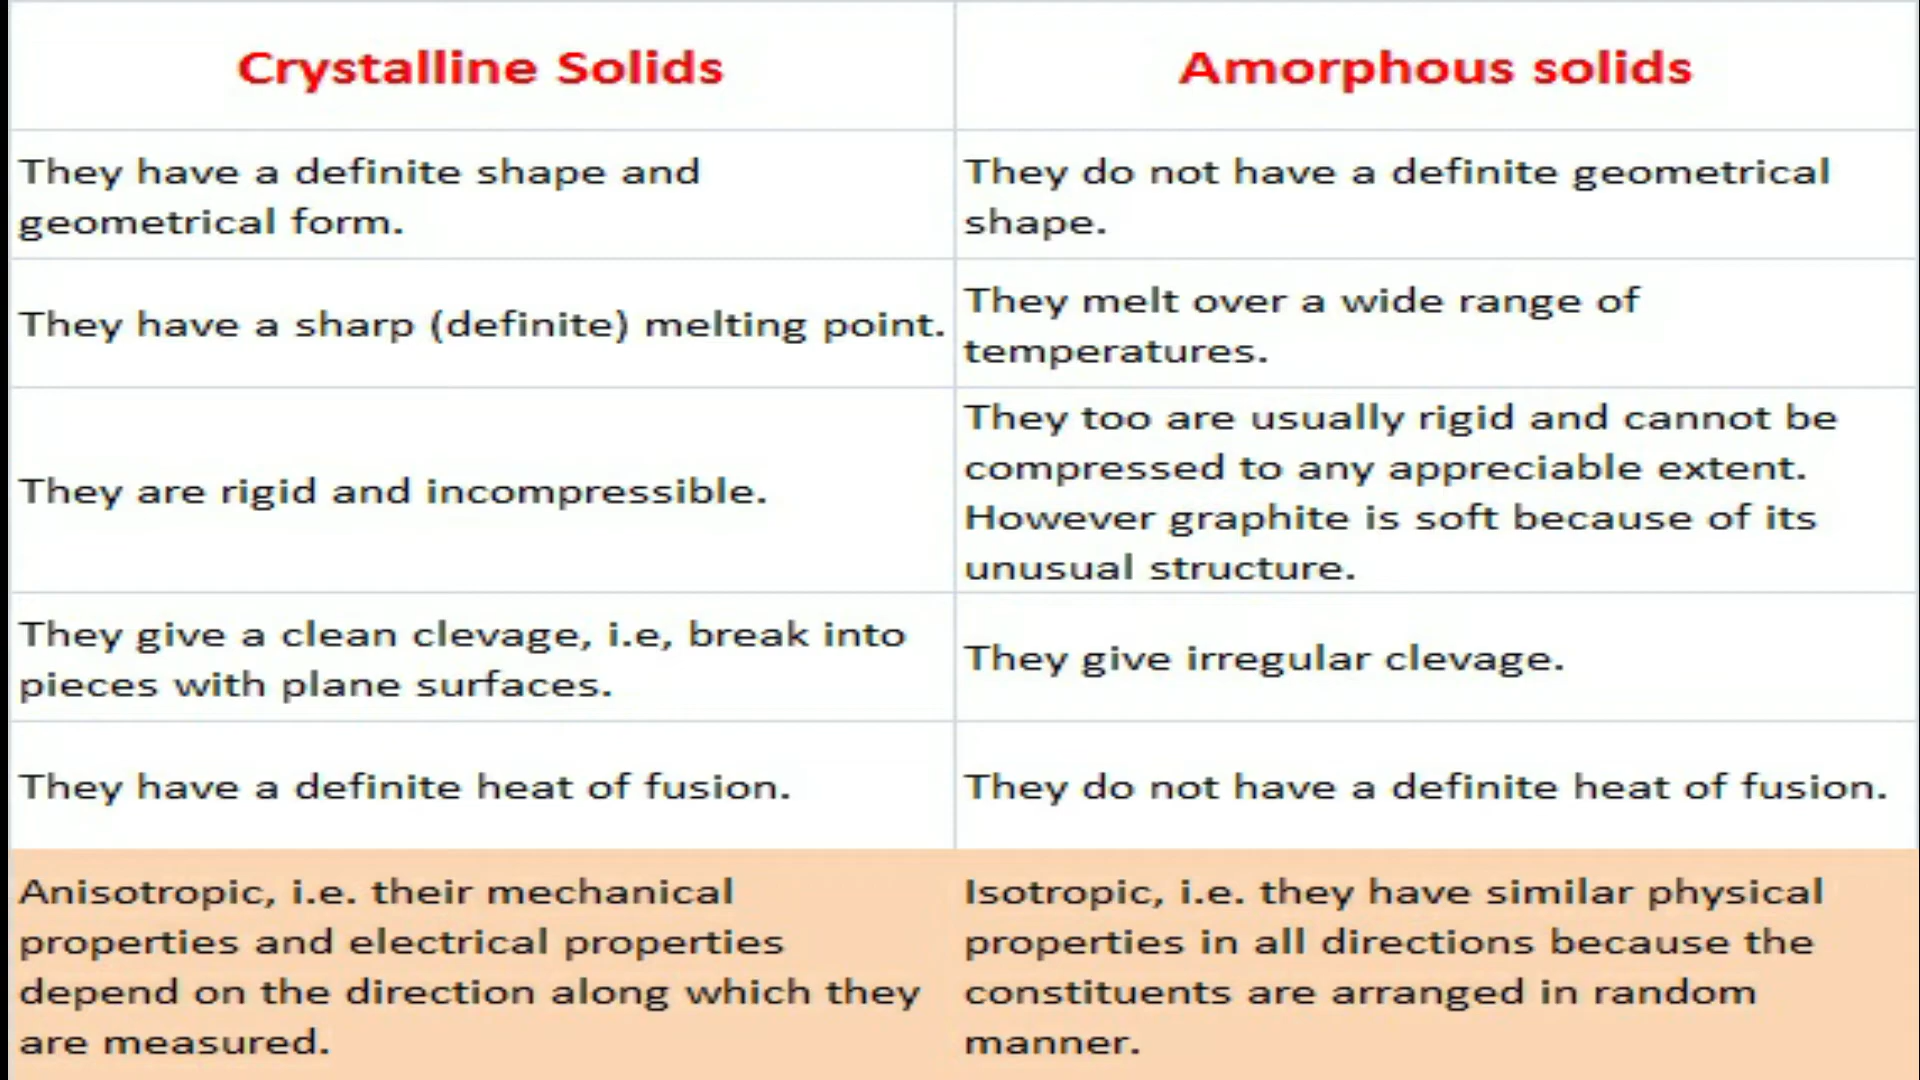 Crystalline Solids
Amorphous solids
They have a definite shape and
geometrical form.
They do not have a definite geometrical
shape.
They have a sharp (definite) melting point.
They melt over a wide range of
temperatures.
They are rigid and incompressible.
They too are usually rigid and cannot be
compressed to any appreciable extent.
However graphite is soft because of its
unusual structure.
They give a clean clevage, i.e, break into
pieces with plane surfaces.
They give irregular clevage.
They have a definite heat of fusion.
They do not have a definite heat of fusion.
Anisotropic, i.e. their mechanical
properties and electrical properties
depend on the direction along which they
are measured.
Isotropic, i.e. they have similar physical
properties in all directions because the
constituents are arranged in random
manner.